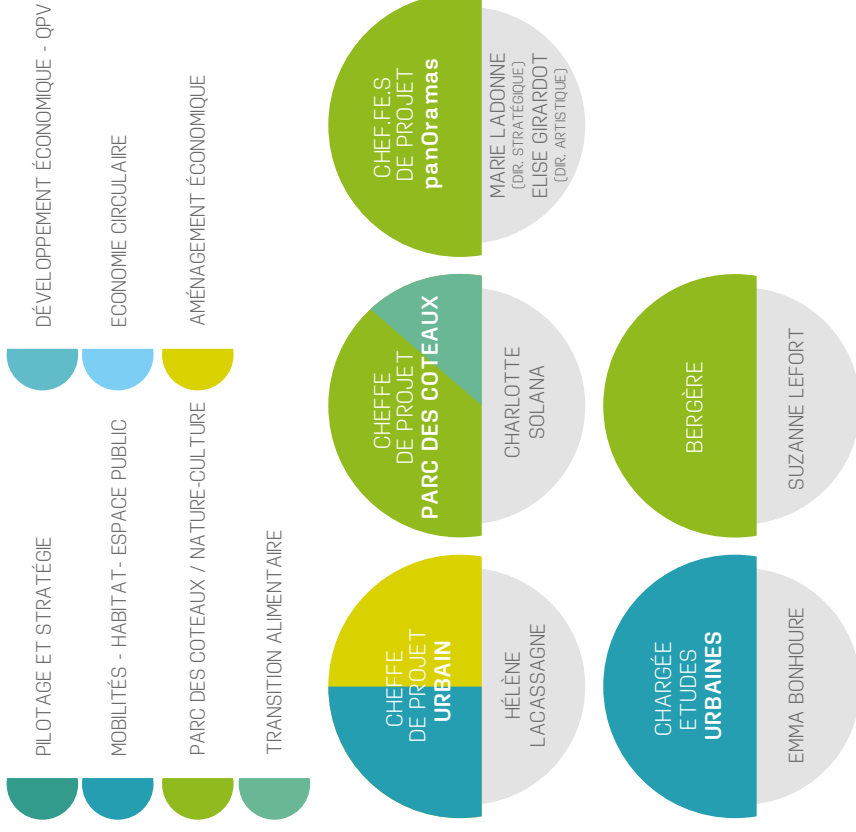 PILOTAGE ET STRATÉGIE
MOBILITÉS - HABITAT- ESPACE PUBLIC
PARC DES COTEAUX / NATURE-CULTURE
TRANSITION ALIMENTAIRE
DÉVELOPPEMENT ÉCONOMIQUE - QPV
ECONOMIE CIRCULAIRE
AMÉNAGEMENT ÉCONOMIQUE
CHEFFE
DE PROJET
URBAIN
HÉLÈNE
LACASSAGNE
CHEFFE
DE PROJET
PARC DES COTEAUX
CHARLOTTE
SOLANA
CHEF.FE.S
DE PROJET
panOramas
MARIE LADONNE
(DIR. STRATÉGIQUE)
ELISE GIRARDOT
(DIR. ARTISTIQUE)
CHARGÉE
ETUDES
URBAINES
EMMA BONHOURE
BERGÈRE
SUZANNE LEFORT